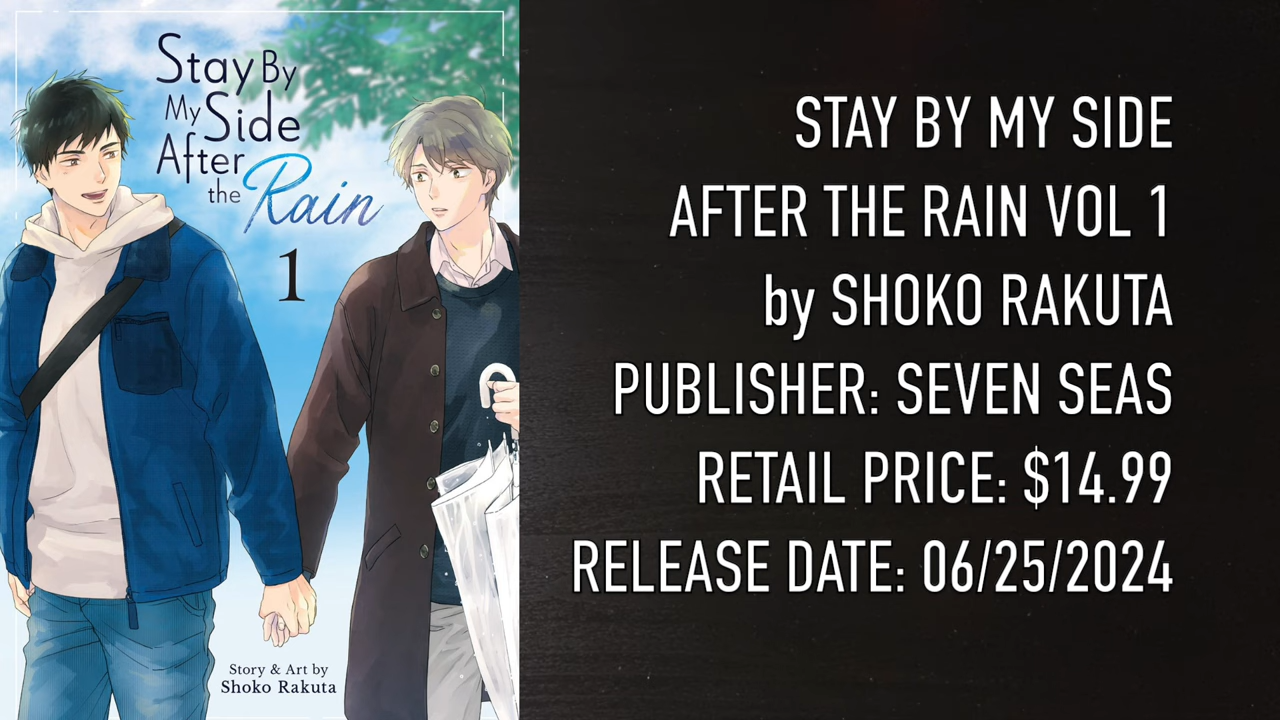 Stay By
My Side
After
the Rain
1
Story & Art by
Shoko Rakuta
STAY BY MY SIDE
AFTER THE RAIN VOL 1
by SHOKO RAKUTA
PUBLISHER: SEVEN SEAS
RETAIL PRICE: $14.99
RELEASE DATE: 06/25/2024